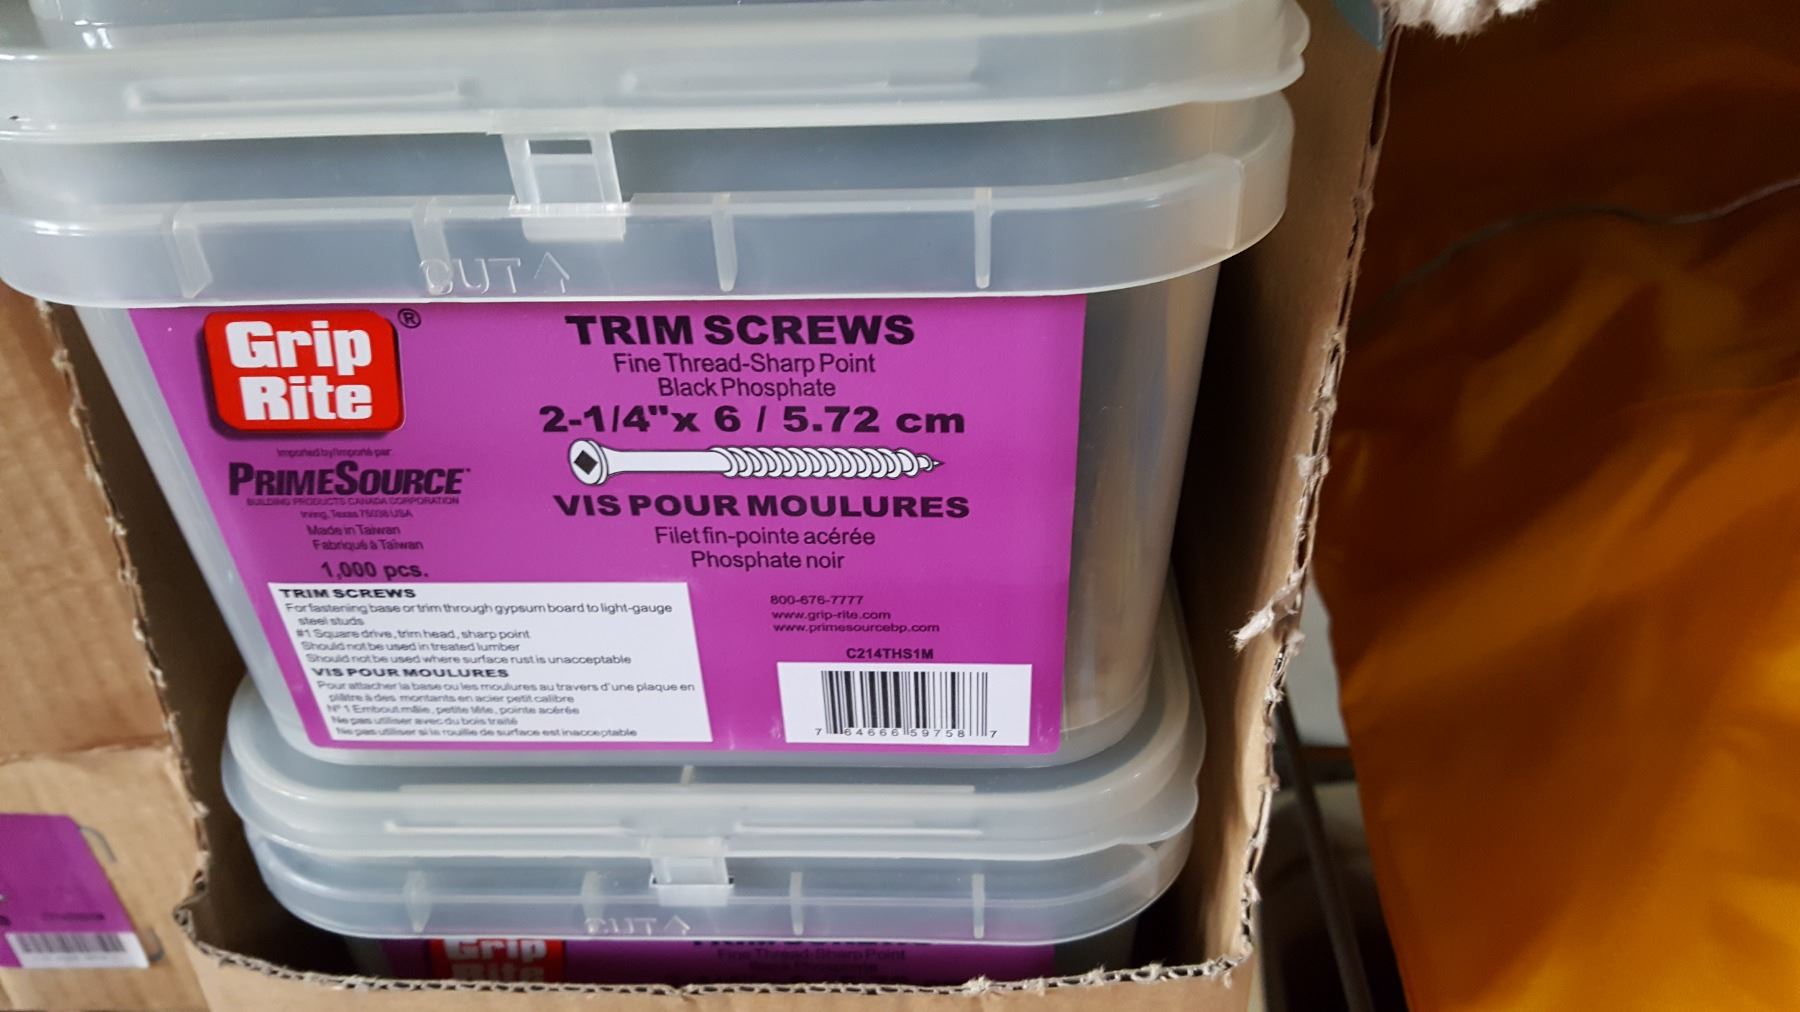 CUT
Grip
Rite
®
Imported by/Importé par
PRIMESOURCE
BUILDING PRODUCTS CANADA CORPORATION
Irving, Texas 75038 USA
Made in Taiwan
Fabriqué à Taïwan
1,000 pcs.
TRIM SCREWS
Fine Thread-Sharp Point
Black Phosphate
2-1/4"x 6 / 5.72 cm
VIS POUR MOULURES
Filet fin-pointe acérée
Phosphate noir
TRIM SCREWS
For fastening base or trim through gypsum board to light-gauge
steel studs
#1 Square drive, trim head, sharp point
Should not be used in treated lumber
Should not be used where surface rust is unacceptable
VIS POUR MOULURES
Pour attacher la base ou les moulures au travers d'une plaque en
plâtre à des montants en acier petit calibre
N° 1 Embout mâle, petite tête, pointe acérée
Ne pas utiliser avec du bois traité
Ne pas utiliser si la rouille de surface est inacceptable
800-676-7777
www.grip-rite.com
www.primesourcebp.com
C214THS1M
7 64666 59758 7
CUT
Grip
Rite
TRIM SCREWS
Fine Thread-Sharp Point
Black Phosphate